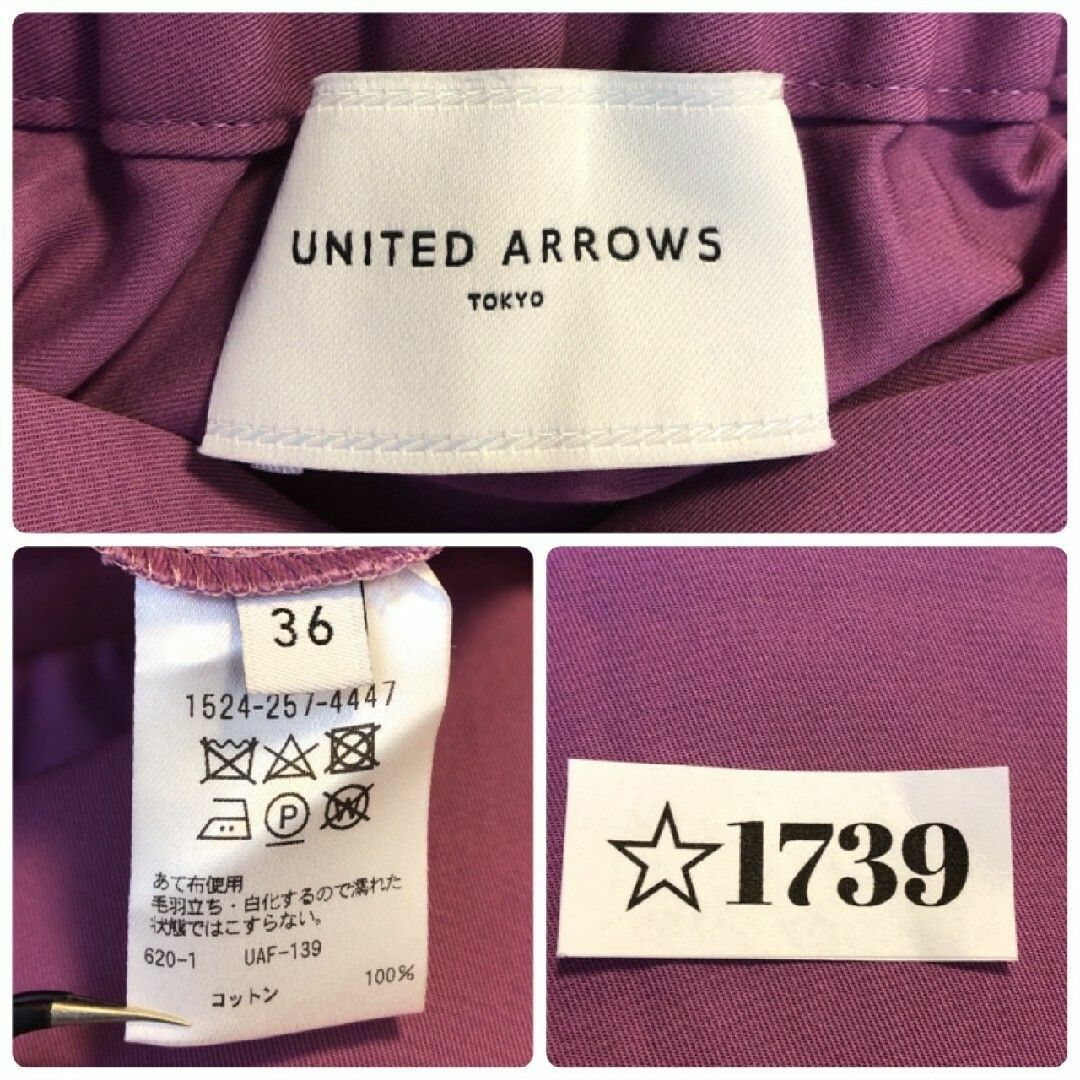 UNITED ARROWS
TOKYO
36
1524-257-4447
P
W
あて布使用
毛羽立ち・白化するので濡れた
状態ではこすらない。
620-1 UAF-139
コットン 100%
☆1739